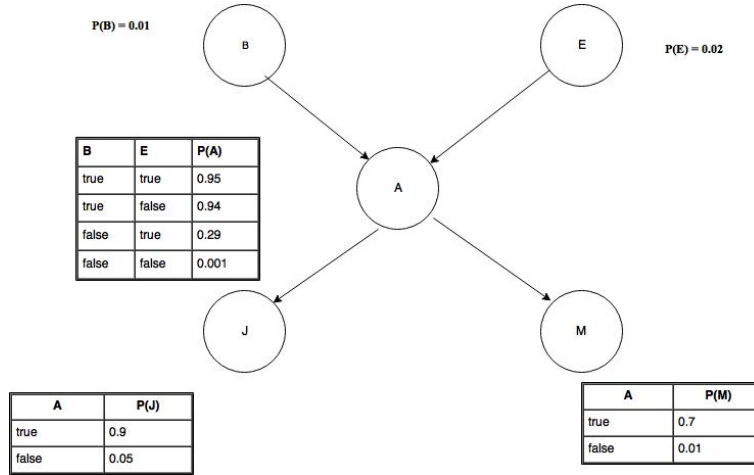 P(B) = 0.01
B
E
P(E) = 0.02
B E P(A)
true true 0.95
true false 0.94
false true 0.29
false false 0.001
A
J
M
A P(J)
true 0.9
false 0.05
A P(M)
true 0.7
false 0.01